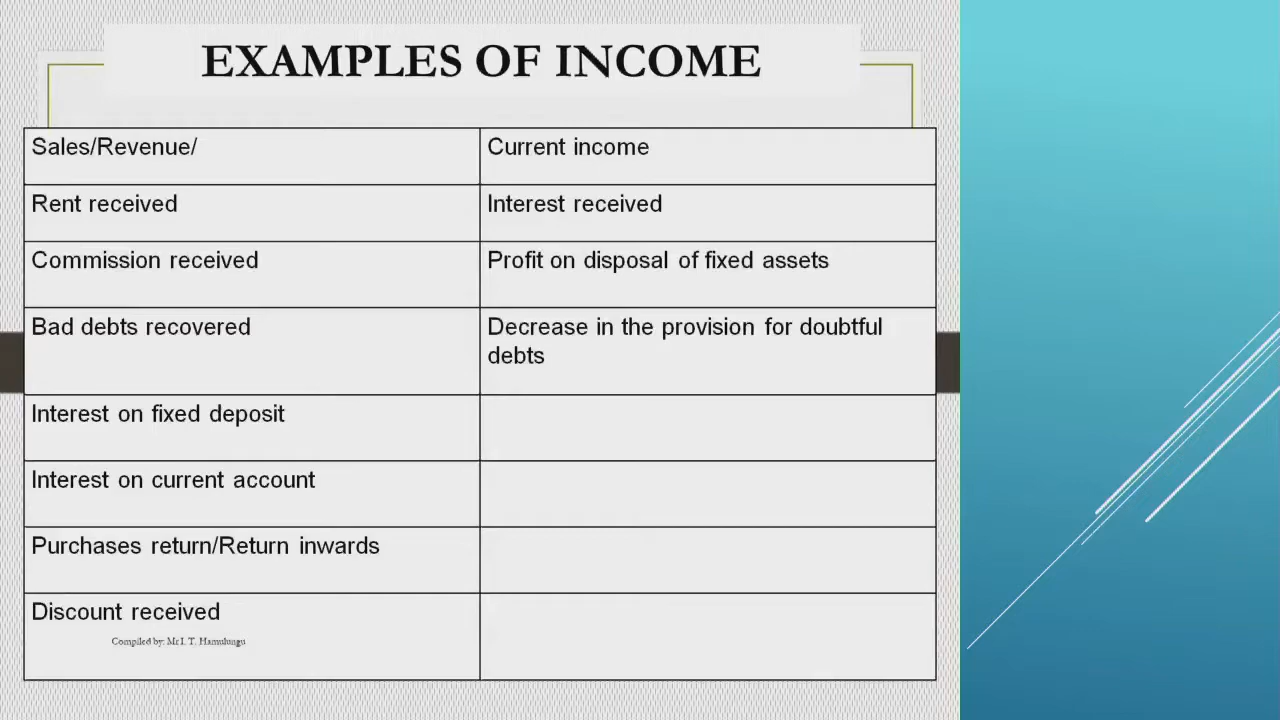 EXAMPLES OF INCOME
Sales/Revenue/
Current income
Rent received
Interest received
Commission received
Profit on disposal of fixed assets
Bad debts recovered
Decrease in the provision for doubtful
debts
Interest on fixed deposit
Interest on current account
Purchases return/Return inwards
Discount received
Compiled by: Mr.I. T. Hamulungu